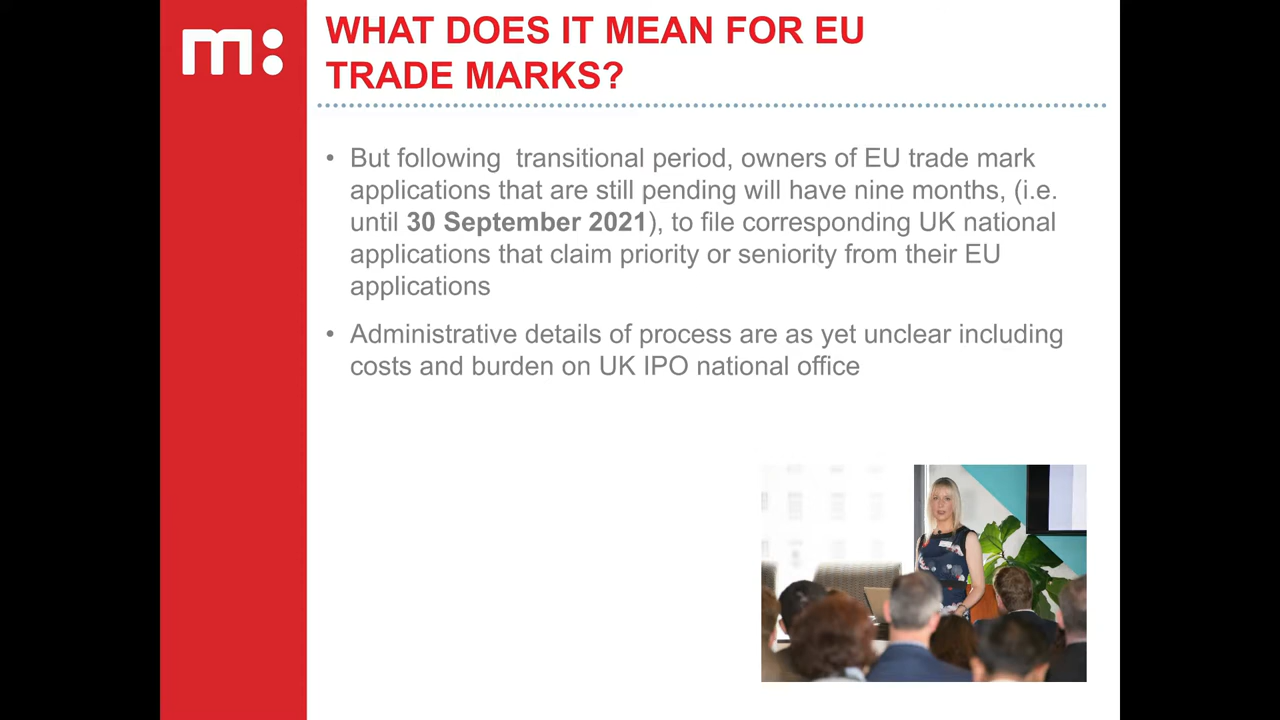 m:
WHAT DOES IT MEAN FOR EU
TRADE MARKS?
• But following  transitional period, owners of EU trade mark
applications that are still pending will have nine months, (i.e.
until 30 September 2021), to file corresponding UK national
applications that claim priority or seniority from their EU
applications
• Administrative details of process are as yet unclear including
costs and burden on UK IPO national office